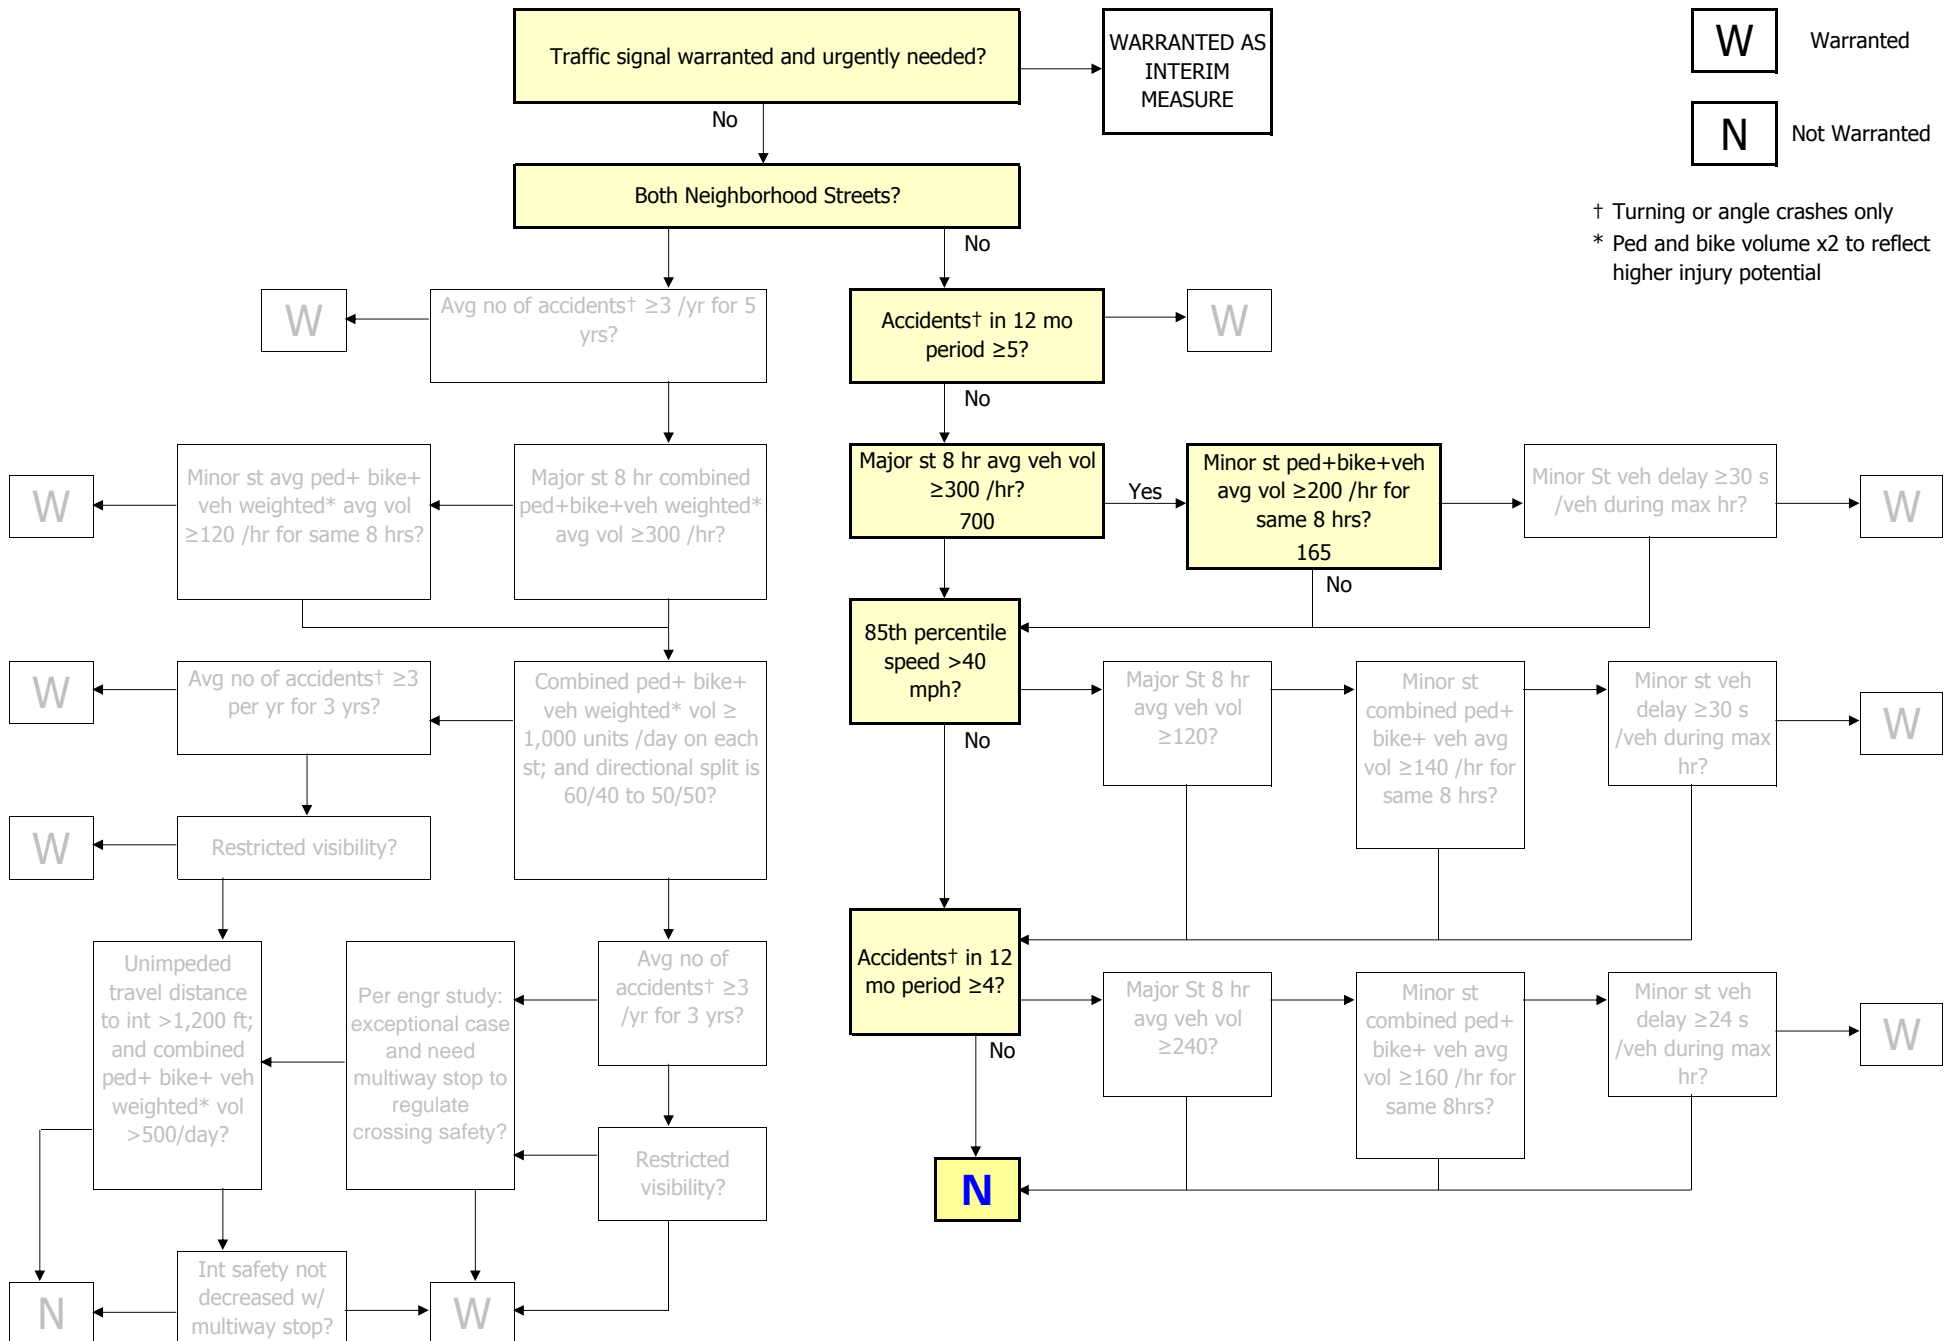 Traffic signal warranted and urgently needed?
WARRANTED AS
INTERIM
MEASURE
W
Warranted
No
N
Not Warranted
Both Neighborhood Streets?
† Turning or angle crashes only
* Ped and bike volume x2 to reflect
higher injury potential
No
W
Avg no of accidents† ≥3 /yr for 5
yrs?
Accidents† in 12 mo
period ≥5?
W
No
W
Minor st avg ped+ bike+
veh weighted* avg vol
≥120 /hr for same 8 hrs?
Major st 8 hr combined
ped+bike+veh weighted*
avg vol ≥300 /hr?
Major st 8 hr avg veh vol
≥300 /hr?
700
Yes
Minor st ped+bike+veh
avg vol ≥200 /hr for
same 8 hrs?
165
Minor St veh delay ≥30 s
/veh during max hr?
W
No
W
Avg no of accidents† ≥3
per yr for 3 yrs?
Combined ped+ bike+
veh weighted* vol ≥
1,000 units /day on each
st; and directional split is
60/40 to 50/50?
85th percentile
speed >40
mph?
Major St 8 hr
avg veh vol
≥120?
Minor st
combined ped+
bike+ veh avg
vol ≥140 /hr for
same 8 hrs?
Minor st veh
delay ≥30 s
/veh during max
hr?
W
No
W
Restricted visibility?
Unimpeded
travel distance
to int >1,200 ft;
and combined
ped+ bike+ veh
weighted* vol
>500/day?
Per engr study:
exceptional case
and need
multiway stop to
regulate
crossing safety?
Avg no of
accidents† ≥3
/yr for 3 yrs?
Accidents† in 12
mo period ≥4?
Major St 8 hr
avg veh vol
≥240?
Minor st
combined ped+
bike+ veh avg
vol ≥160 /hr for
same 8hrs?
Minor st veh
delay ≥24 s
/veh during max
hr?
W
No
Restricted
visibility?
N
N
Int safety not
decreased w/
multiway stop?
W